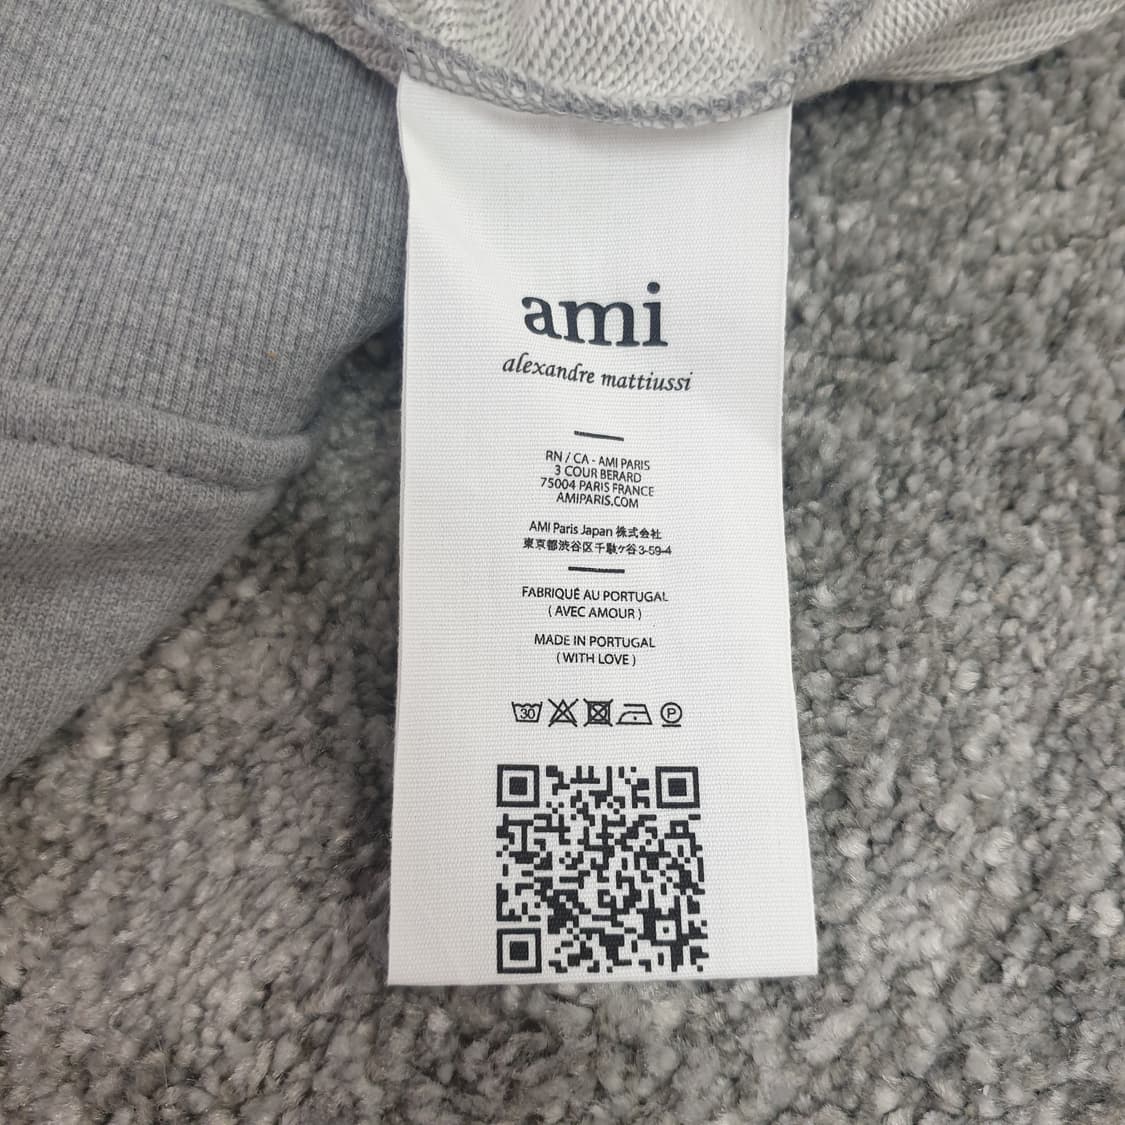 ami
alexandre mattiussi
RN / CA - AMI PARIS
3 COUR BERARD
75004 PARIS FRANCE
AMIPARIS.COM
AMI Paris Japan 株式会社
東京都渋谷区千駄ヶ谷3-59-4
FABRIQUÉ AU PORTUGAL
( AVEC AMOUR )
MADE IN PORTUGAL
( WITH LOVE )
30 P